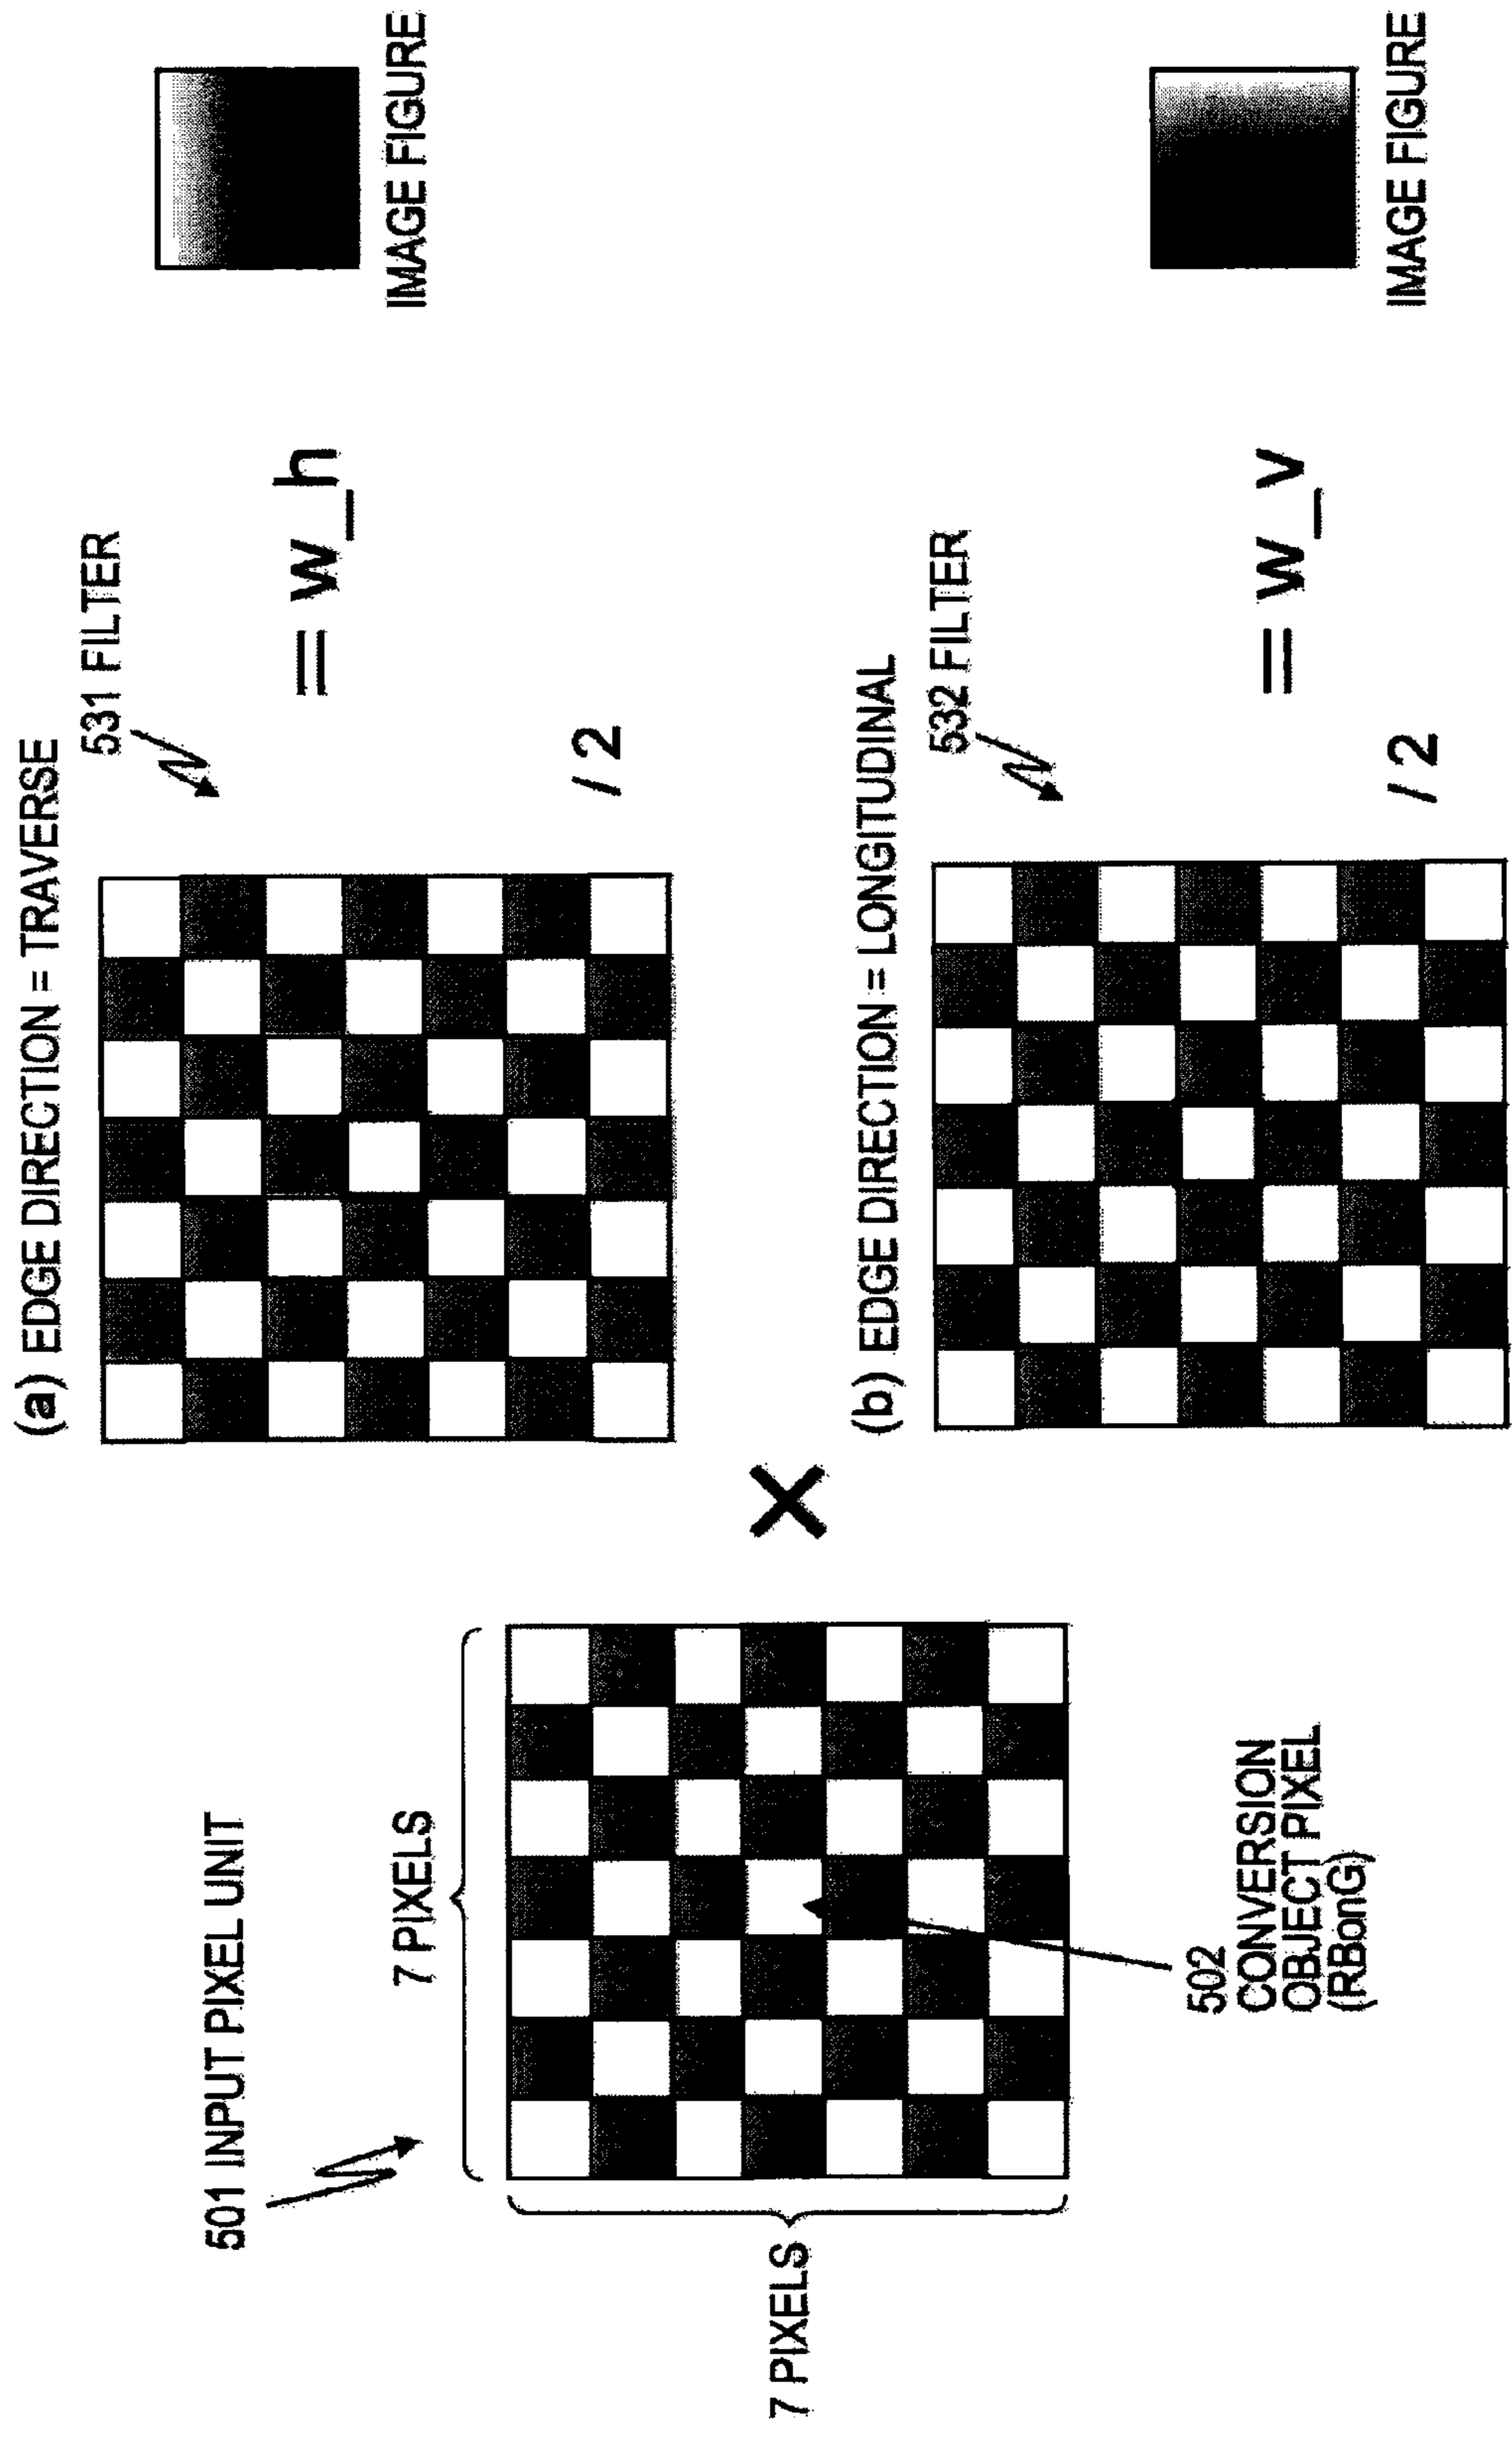 (a) EDGE DIRECTION = TRAVERSE
531 FILTER
= w_h
/ 2
IMAGE FIGURE
501 INPUT PIXEL UNIT
7 PIXELS
7 PIXELS
×
502
CONVERSION
OBJECT PIXEL
(RBonG)
(b) EDGE DIRECTION = LONGITUDINAL
532 FILTER
= w_v
/ 2
IMAGE FIGURE